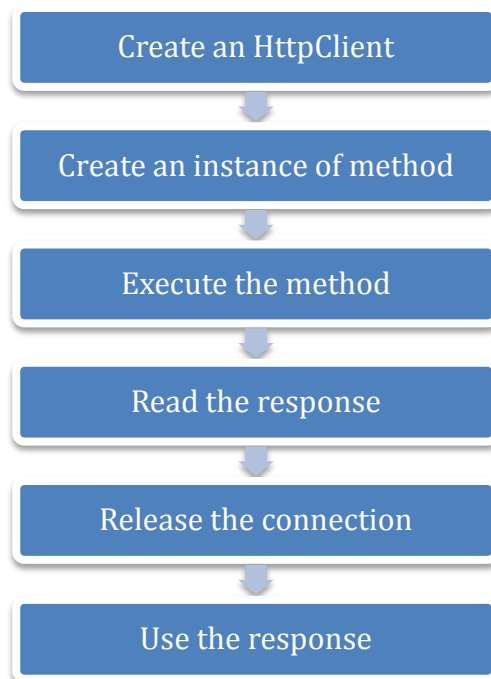 Create an HttpClient
Create an instance of method
Execute the method
Read the response
Release the connection
Use the response